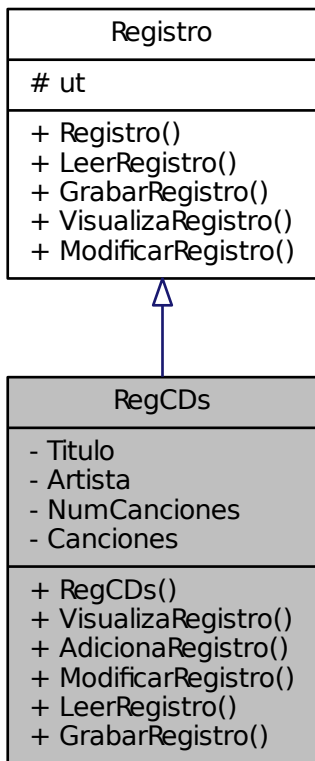 Registro
# ut
+ Registro()
+ LeerRegistro()
+ GrabarRegistro()
+ VisualizaRegistro()
+ ModificarRegistro()
RegCDs
- Titulo
- Artista
- NumCanciones
- Canciones
+ RegCDs()
+ VisualizaRegistro()
+ AdicionaRegistro()
+ ModificarRegistro()
+ LeerRegistro()
+ GrabarRegistro()